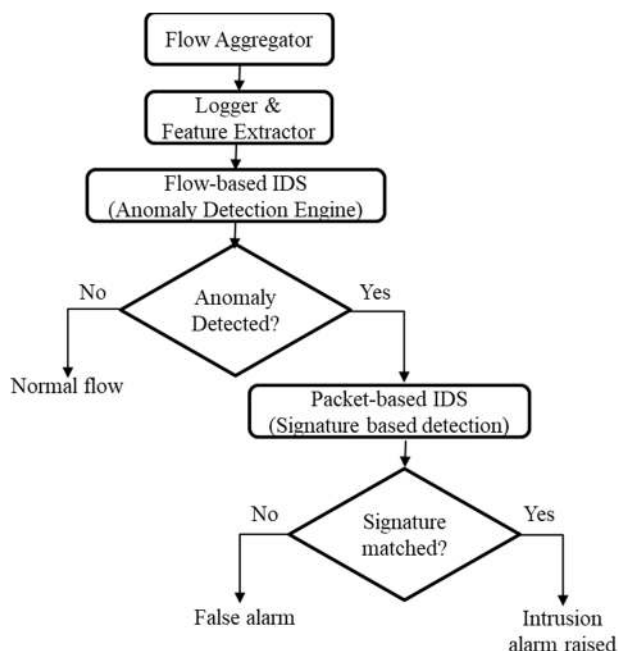 Flow Aggregator
Logger &
Feature Extractor
Flow-based IDS
(Anomaly Detection Engine)
No
Yes
Anomaly
Detected?
Normal flow
Packet-based IDS
(Signature based detection)
No
Yes
Signature
matched?
False alarm
Intrusion
alarm raised